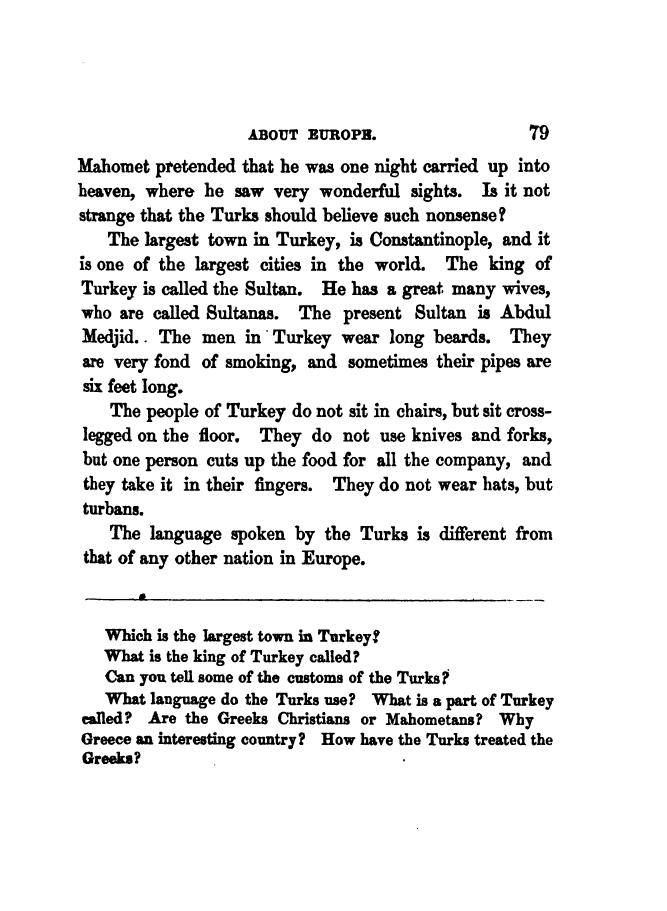 ABOUT EUROPE. 79
Mahomet pretended that he was one night carried up into
heaven, where he saw very wonderful sights. Is it not
strange that the Turks should believe such nonsense?
The largest town in Turkey, is Constantinople, and it
is one of the largest cities in the world. The king of
Turkey is called the Sultan. He has a great many wives,
who are called Sultanas. The present Sultan is Abdul
Medjid. The men in Turkey wear long beards. They
are very fond of smoking, and sometimes their pipes are
six feet long.
The people of Turkey do not sit in chairs, but sit cross-
legged on the floor. They do not use knives and forks,
but one person cuts up the food for all the company, and
they take it in their fingers. They do not wear hats, but
turbans.
The language spoken by the Turks is different from
that of any other nation in Europe.
Which is the largest town in Turkey?
What is the king of Turkey called?
Can you tell some of the customs of the Turks?
What language do the Turks use? What is a part of Turkey
called? Are the Greeks Christians or Mahometans? Why
Greece an interesting country? How have the Turks treated the
Greeks?